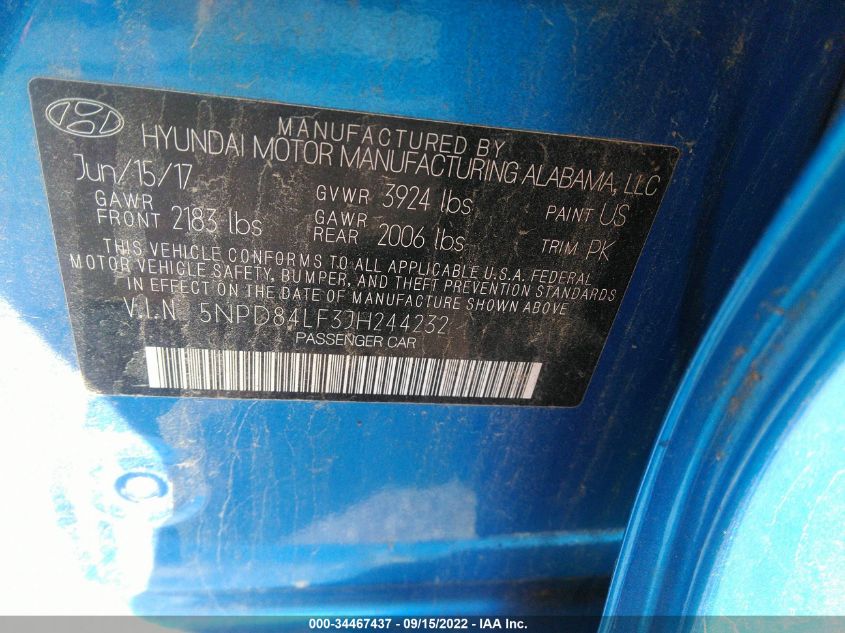 MANUFACTURED BY
HYUNDAI MOTOR MANUFACTURING ALABAMA, LLC
Jun/15/17
GAWR FRONT 2183 lbs
GVWR 3924 lbs
GAWR REAR 2006 lbs
PAINT US
TRIM PK
THIS VEHICLE CONFORMS TO ALL APPLICABLE U.S.A. FEDERAL
MOTOR VEHICLE SAFETY, BUMPER, AND THEFT PREVENTION STANDARDS
IN EFFECT ON THE DATE OF MANUFACTURE SHOWN ABOVE
V.I.N 5NPD84LF3JH244232
PASSENGER CAR
000-34467437 - 09/15/2022 - IAA Inc.